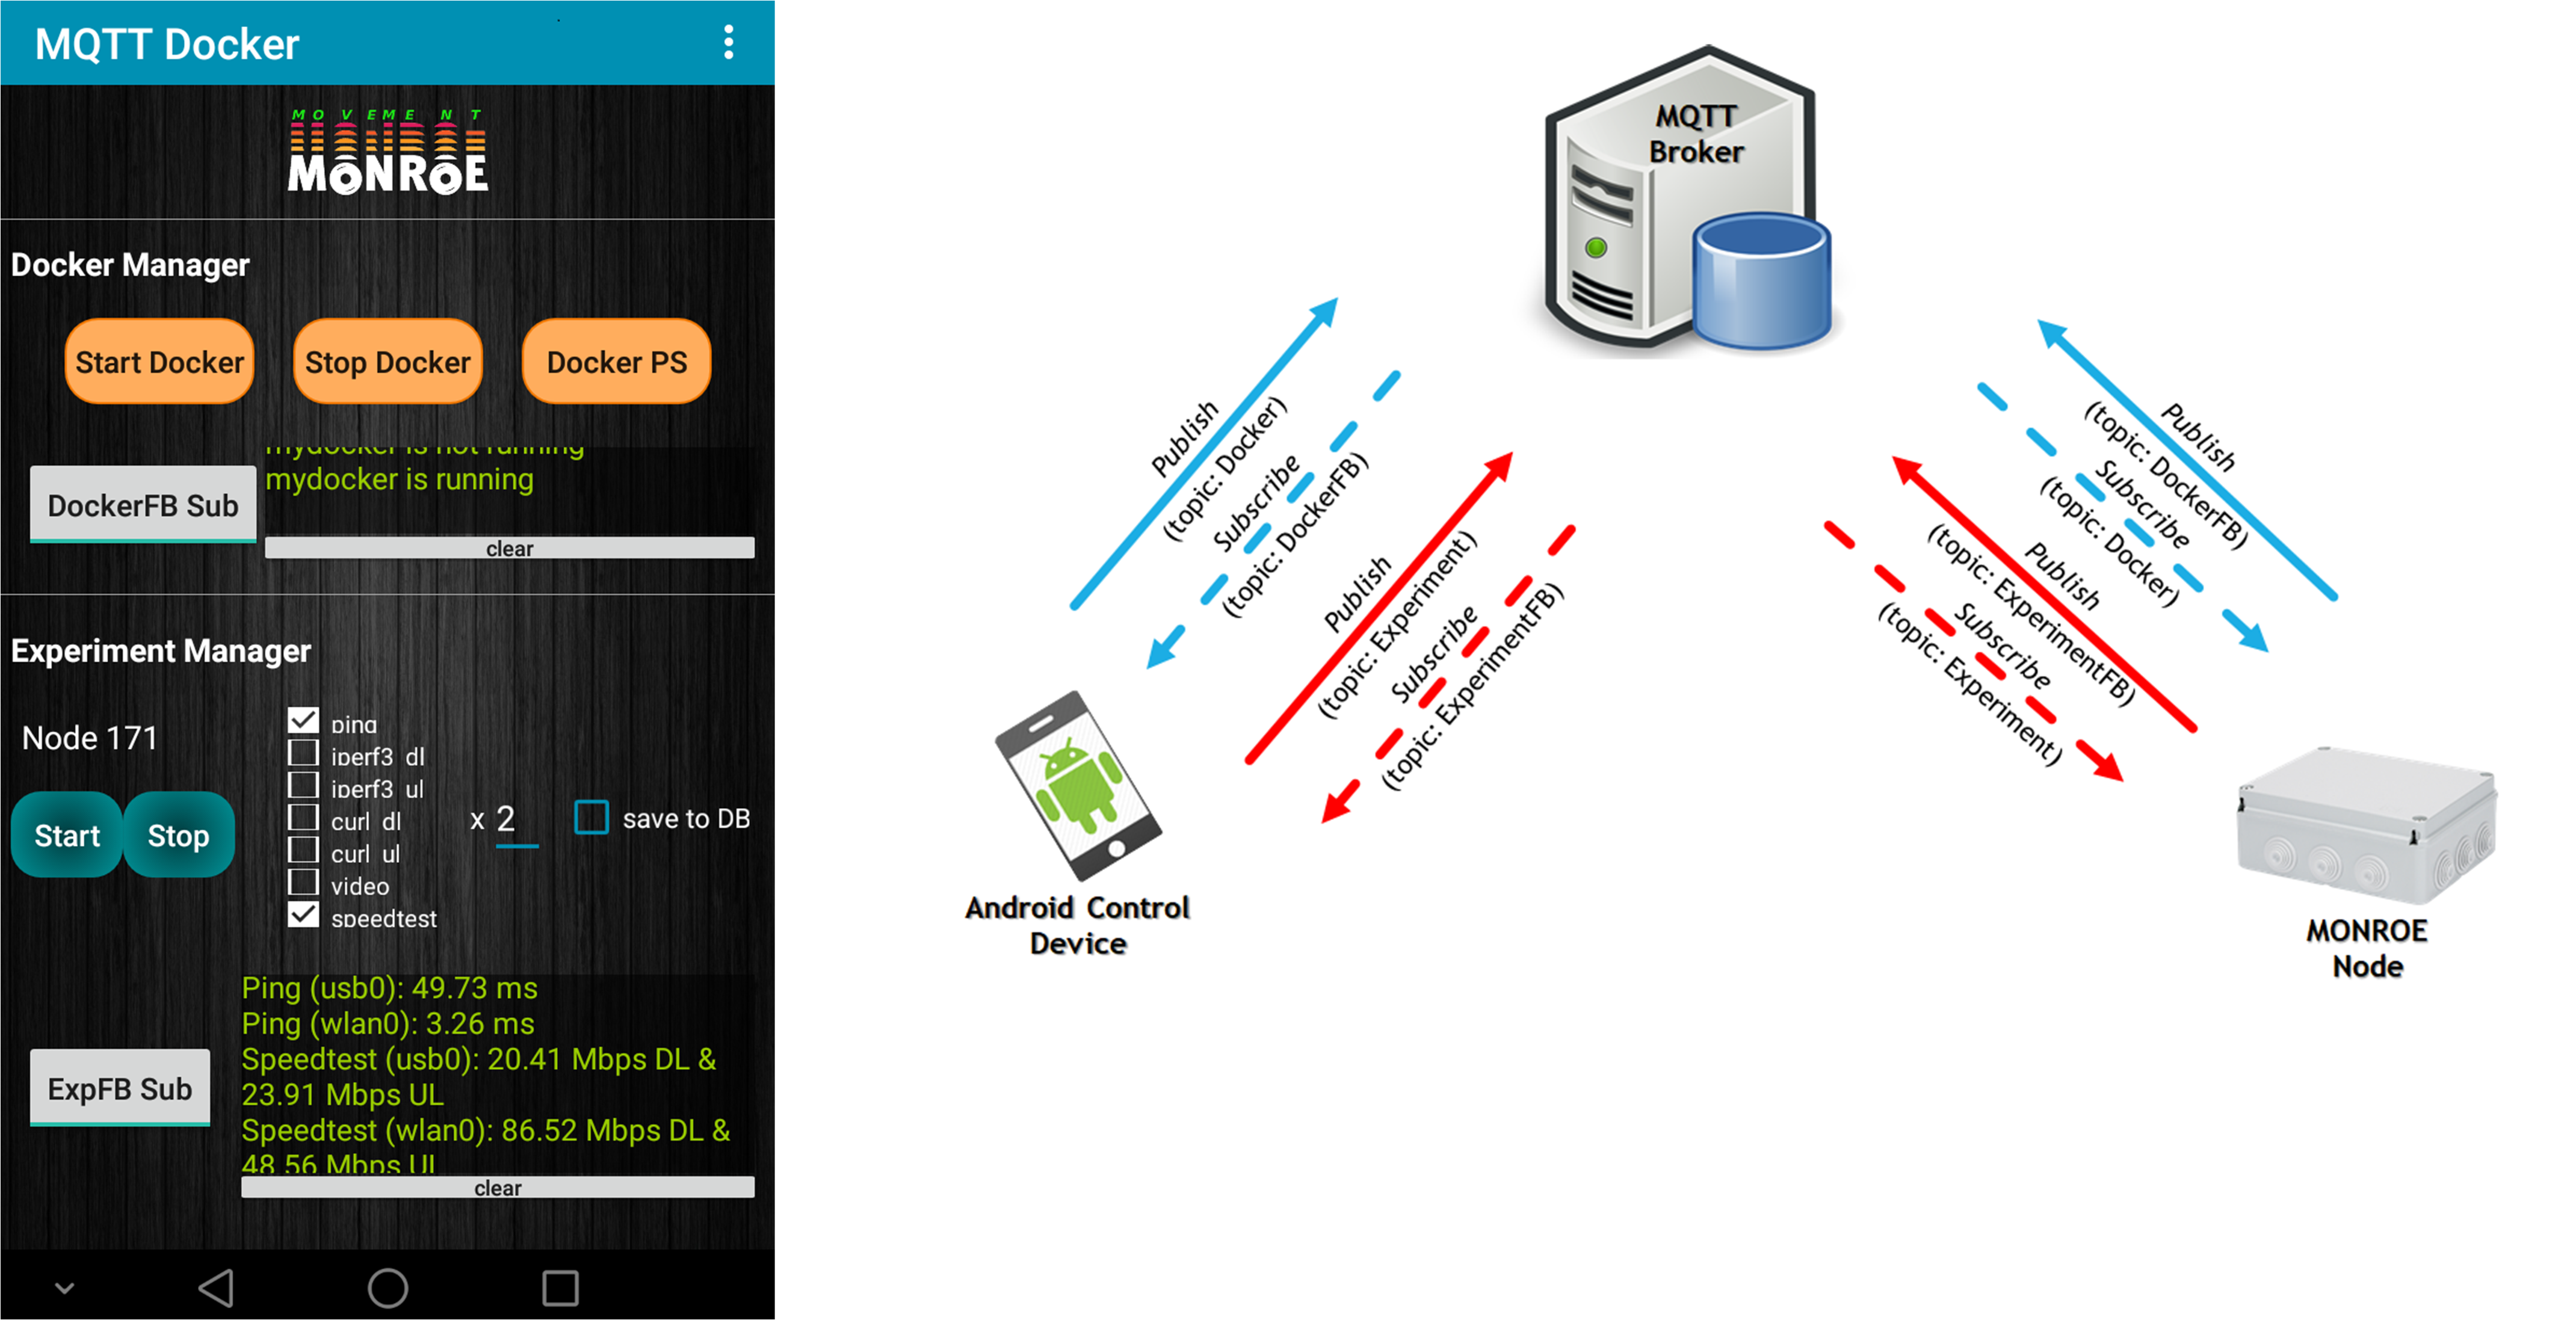 MQTT Docker
MOVEMENT
MONROE
Docker Manager
Start Docker
Stop Docker
Docker PS
mydocker is not running
mydocker is running
DockerFB Sub
clear
Experiment Manager
Node 171
Start
Stop
ping
iperf3 dl
iperf3 ul
curl dl
curl ul
video
speedtest
x 2
save to DB
Ping (usb0): 49.73 ms
Ping (wlan0): 3.26 ms
Speedtest (usb0): 20.41 Mbps DL &
23.91 Mbps UL
Speedtest (wlan0): 86.52 Mbps DL &
48.56 Mbps UL
ExpFB Sub
clear
MQTT
Broker
Publish
(topic: Docker)
Subscribe
(topic: DockerFB)
Publish
(topic: Experiment)
Subscribe
(topic: ExperimentFB)
Publish
(topic: DockerFB)
Subscribe
(topic: Docker)
Publish
(topic: ExperimentFB)
Subscribe
(topic: Experiment)
Android Control
Device
MONROE
Node